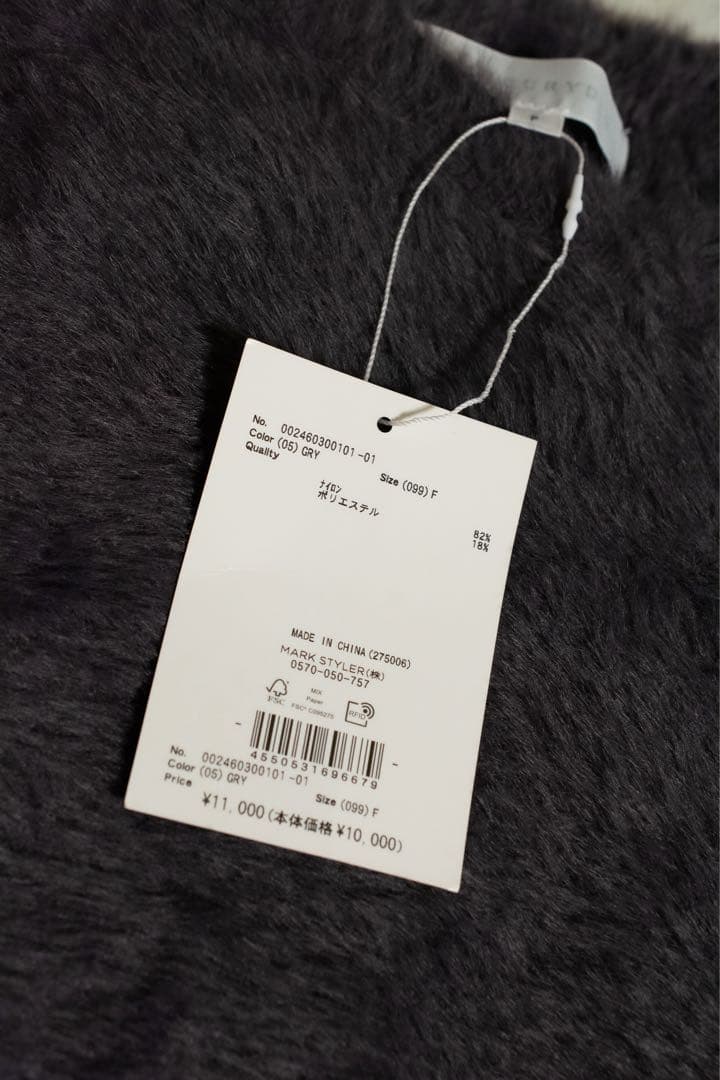 F
No. 002460300101-01
Color (05) GRY Size (099) F
Quality
ナイロン 82%
ポリエステル 18%
MADE IN CHINA (275006)
MARK STYLER(株)
0570-050-757
FSC
MIX
Paper
FSC® C095275
RFID
4550531696679
No. 002460300101-01
Color (05) GRY Size (099) F
Price
¥11,000(本体価格¥10,000)